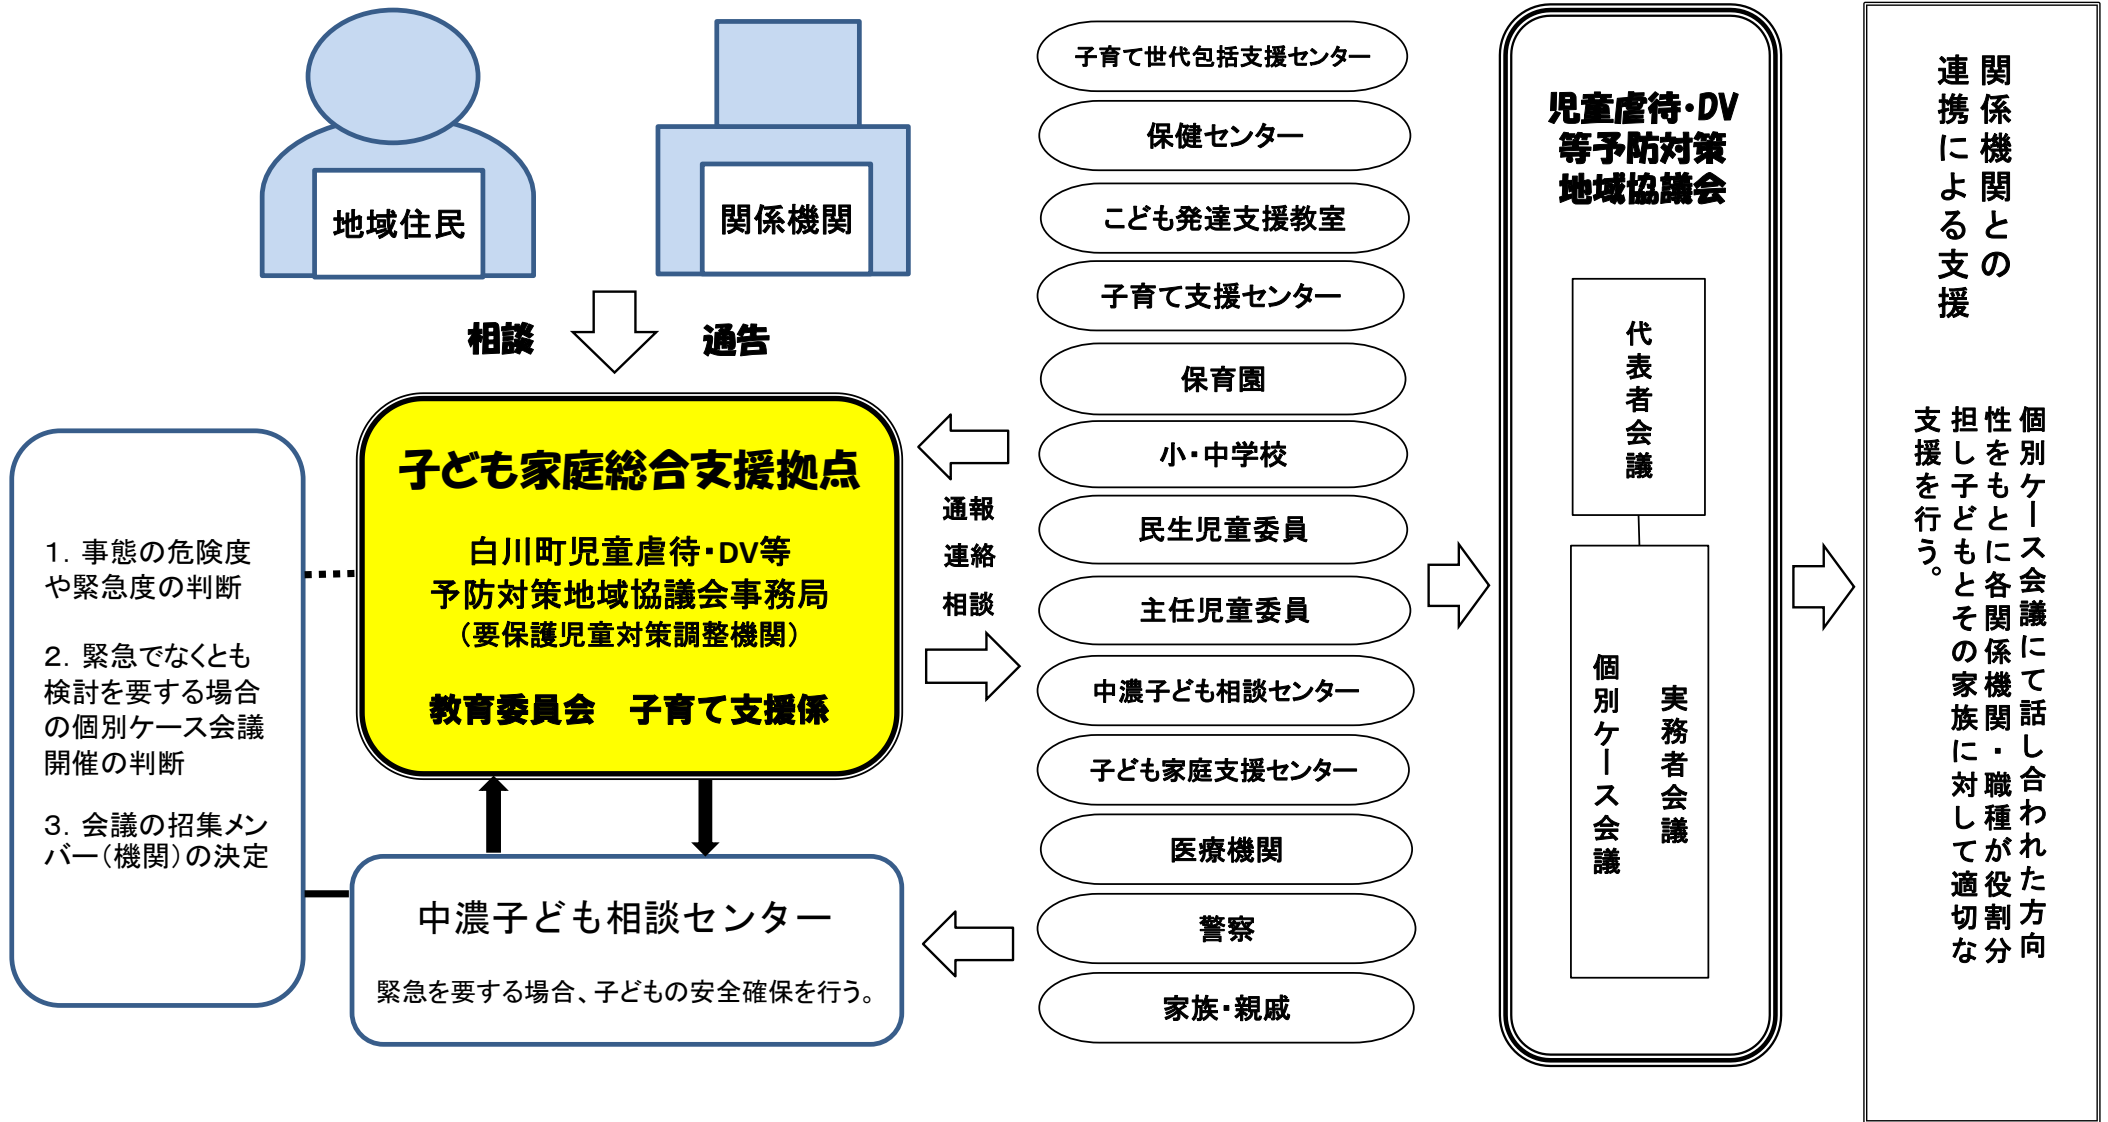 地域住民
関係機関
相談
通告
子ども家庭総合支援拠点
白川町児童虐待・DV等
予防対策地域協議会事務局
（要保護児童対策調整機関）
教育委員会　子育て支援係
1．事態の危険度
や緊急度の判断
2．緊急でなくとも
検討を要する場合
の個別ケース会議
開催の判断
3．会議の招集メン
バー（機関）の決定
中濃子ども相談センター
緊急を要する場合、子どもの安全確保を行う。
通報
連絡
相談
子育て世代包括支援センター
保健センター
こども発達支援教室
子育て支援センター
保育園
小・中学校
民生児童委員
主任児童委員
中濃子ども相談センター
子ども家庭支援センター
医療機関
警察
家族・親戚
児童虐待・DV
等予防対策
地域協議会
代表者会議
実務者会議
個別ケース会議
関係機関との
連携による支援
個別ケース会議にて話し合われた方向
性をもとに各関係機関・職種が役割分
担し子どもとその家族に対して適切な
支援を行う。